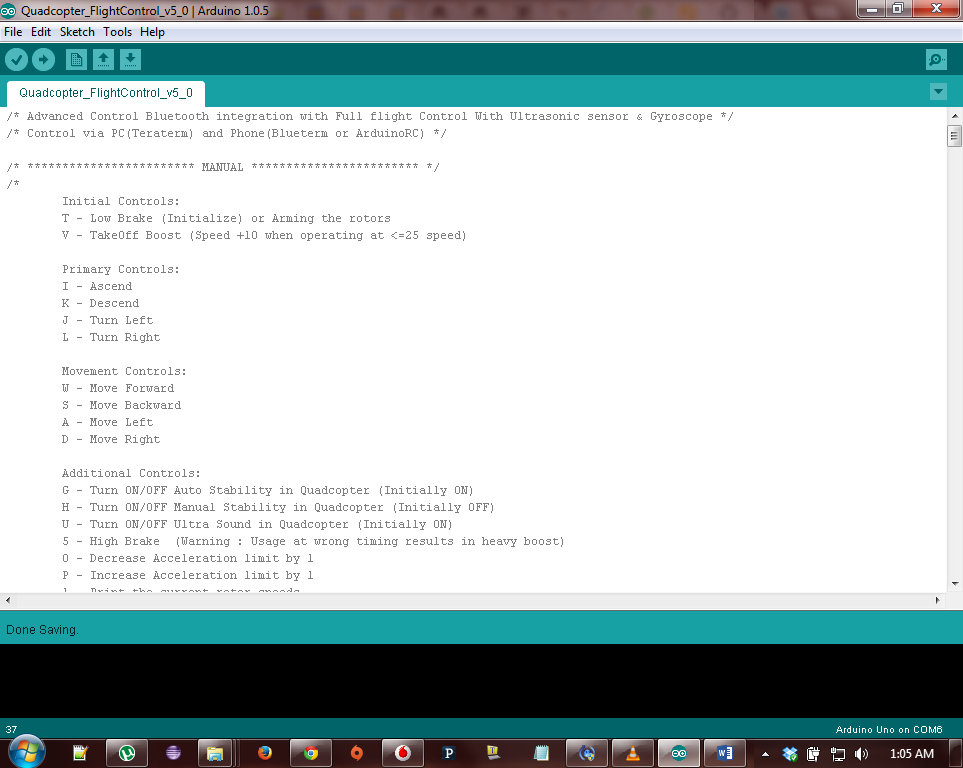 Quadcopter_FlightControl_v5_0 | Arduino 1.0.5
File Edit Sketch Tools Help
Quadcopter_FlightControl_v5_0
/* Advanced Control Bluetooth integration with Full flight Control With Ultrasonic sensor & Gyroscope */
/* Control via PC(Teraterm) and Phone(Blueterm or ArduinoRC) */
/* ************************ MANUAL ************************ */
/*
Initial Controls:
T - Low Brake (Initialize) or Arming the rotors
V - TakeOff Boost (Speed +10 when operating at <=25 speed)
Primary Controls:
I - Ascend
K - Descend
J - Turn Left
L - Turn Right
Movement Controls:
W - Move Forward
S - Move Backward
A - Move Left
D - Move Right
Additional Controls:
G - Turn ON/OFF Auto Stability in Quadcopter (Initially ON)
H - Turn ON/OFF Manual Stability in Quadcopter (Initially OFF)
U - Turn ON/OFF Ultra Sound in Quadcopter (Initially ON)
5 - High Brake  (Warning : Usage at wrong timing results in heavy boost)
O - Decrease Acceleration limit by 1
P - Increase Acceleration limit by 1
1 - Print the current rotor speeds
Done Saving.
37
Arduino Uno on COM6
1:05 AM